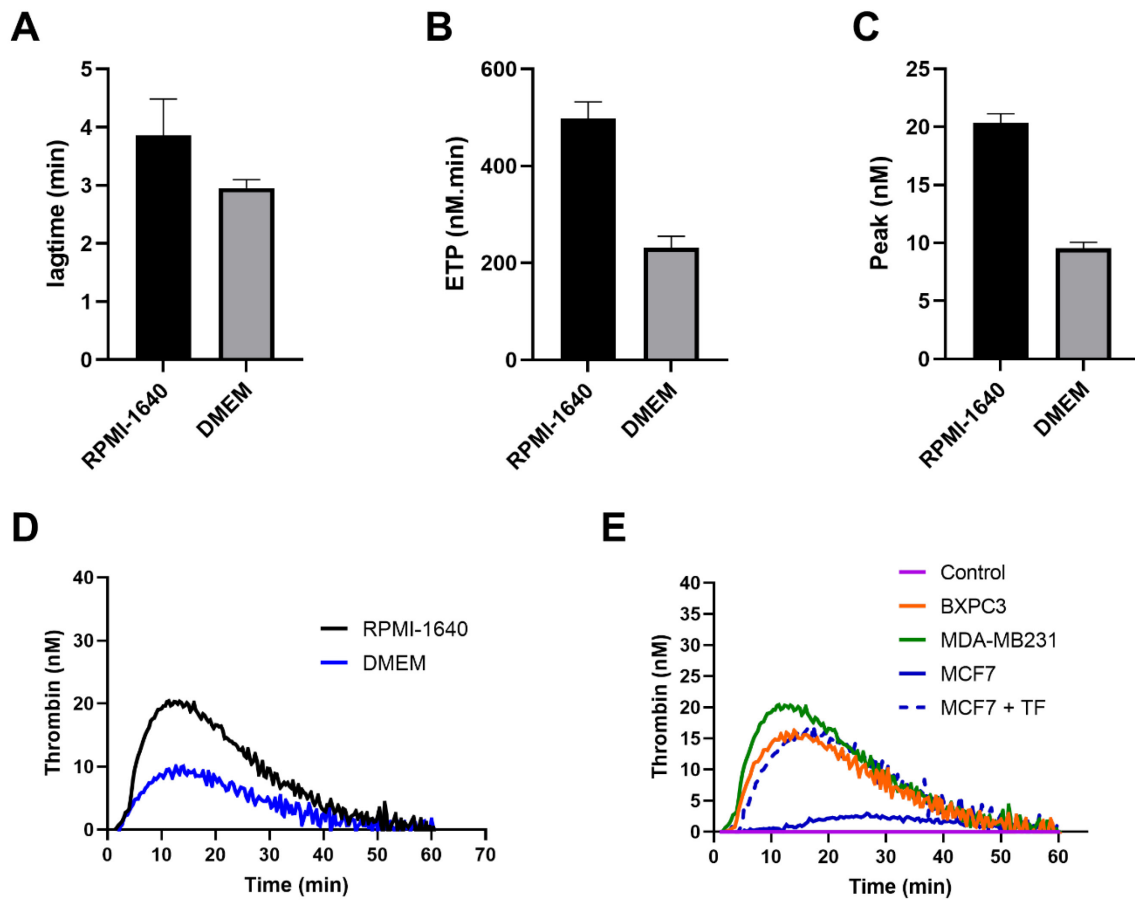 A
lagtime (min)
5
4
3
2
1
0
RPMI-1640
DMEM
B
ETP (nM.min)
600
400
200
0
RPMI-1640
DMEM
C
Peak (nM)
25
20
15
10
5
0
RPMI-1640
DMEM
D
Thrombin (nM)
40
30
20
10
0
0 10 20 30 40 50 60 70
Time (min)
RPMI-1640
DMEM
E
Thrombin (nM)
40
35
30
25
20
15
10
5
0
0 10 20 30 40 50 60
Time (min)
Control
BXPC3
MDA-MB231
MCF7
MCF7 + TF